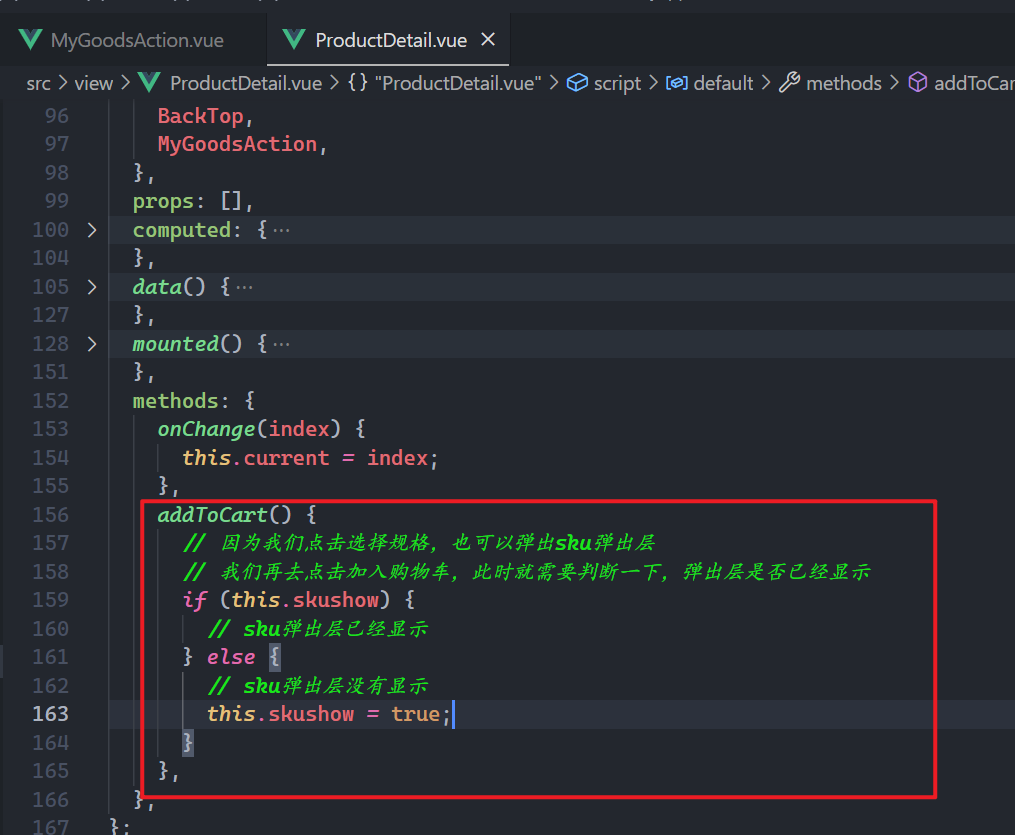 MyGoodsAction.vue ProductDetail.vue ×
src > view > ProductDetail.vue > {} "ProductDetail.vue" > script > default > methods > addToCar
96 BackTop,
97 MyGoodsAction,
98 },
99 props: [],
100 > computed: {···
104 },
105 > data() {···
127 },
128 > mounted() {···
151 },
152 methods: {
153 onChange(index) {
154 this.current = index;
155 },
156 addToCart() {
157 // 因为我们点击选择规格，也可以弹出sku弹出层
158 // 我们再去点击加入购物车，此时就需要判断一下，弹出层是否已经显示
159 if (this.skushow) {
160 // sku弹出层已经显示
161 } else {
162 // sku弹出层没有显示
163 this.skushow = true;
164 }
165 },
166 },
167 };